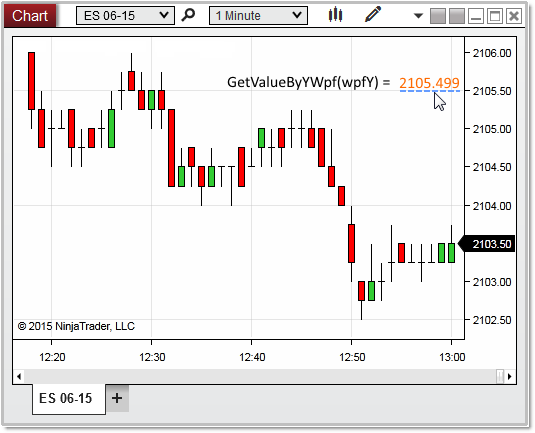 Chart ES 06-15 1 Minute
2106.00
GetValueByYWpf(wpfY) = 2105.499
2105.50
2105.00
2104.50
2104.00
2103.50
2103.00
2102.50
© 2015 NinjaTrader, LLC
12:20 12:30 12:40 12:50 13:00
ES 06-15 +